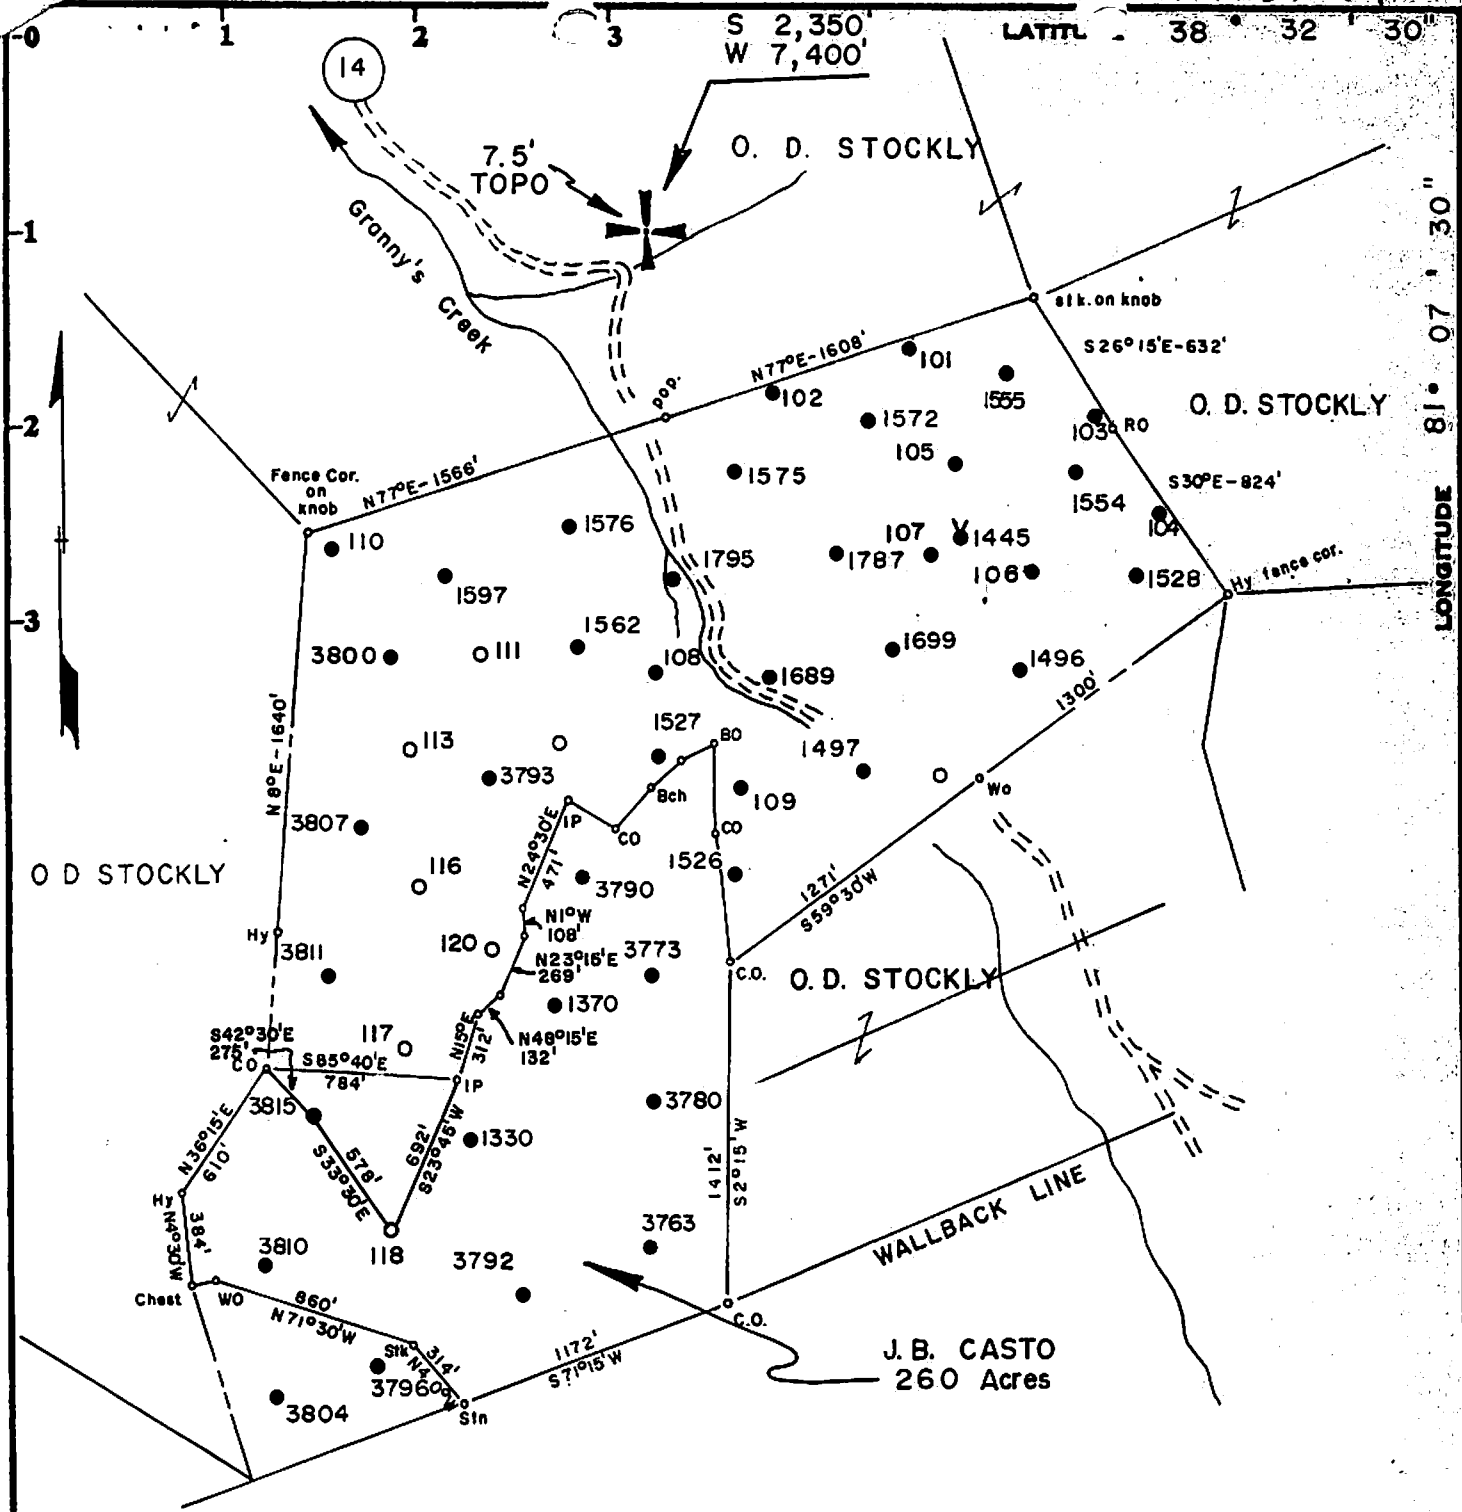 0 1 2 3
S 2,350'
W 7,400'
38° 32' 30"
14
7.5'
TOPO
O. D. STOCKLY
1
Granny's Creek
81° 07' 30"
LONGITUDE
stk. on knob
S26°15'E-632'
N77°E-1608'
101
102
1555
pop.
1572
O. D. STOCKLY
103
RO
2
105
Fence Cor.
on
knob
N77°E-1566'
1575
1554
S30°E-824'
104
1576
110
107
1445
1795
1787
106
1528
Hy fence cor.
1597
3
1562
1699
3800
111
108
1689
1496
1300'
N8°E-1640'
113
1527
BO
1497
3793
109
Wo
Bch
3807
IP
CO
CO
N24°30'E
471'
O D STOCKLY
116
3790
1526
1271'
S59°30'W
N1°W
108'
Hy
3811
120
N23°15'E
269'
3773
C.O.
O. D. STOCKLY
1370
S42°30'E
275'
117
N15°E
312'
N48°15'E
132'
CO
S85°40'E
784'
IP
3815
3780
N36°15'E
610'
578'
S33°30'E
692'
S23°45'W
1330
1412'
S2°15'W
Hy
N4°30'W
384'
118
3763
WALLBACK LINE
3810
3792
Chest
WO
860'
N71°30'W
C.O.
Stk
314'
1172'
S71°15'W
J. B. CASTO
260 Acres
3796
3804
Stn